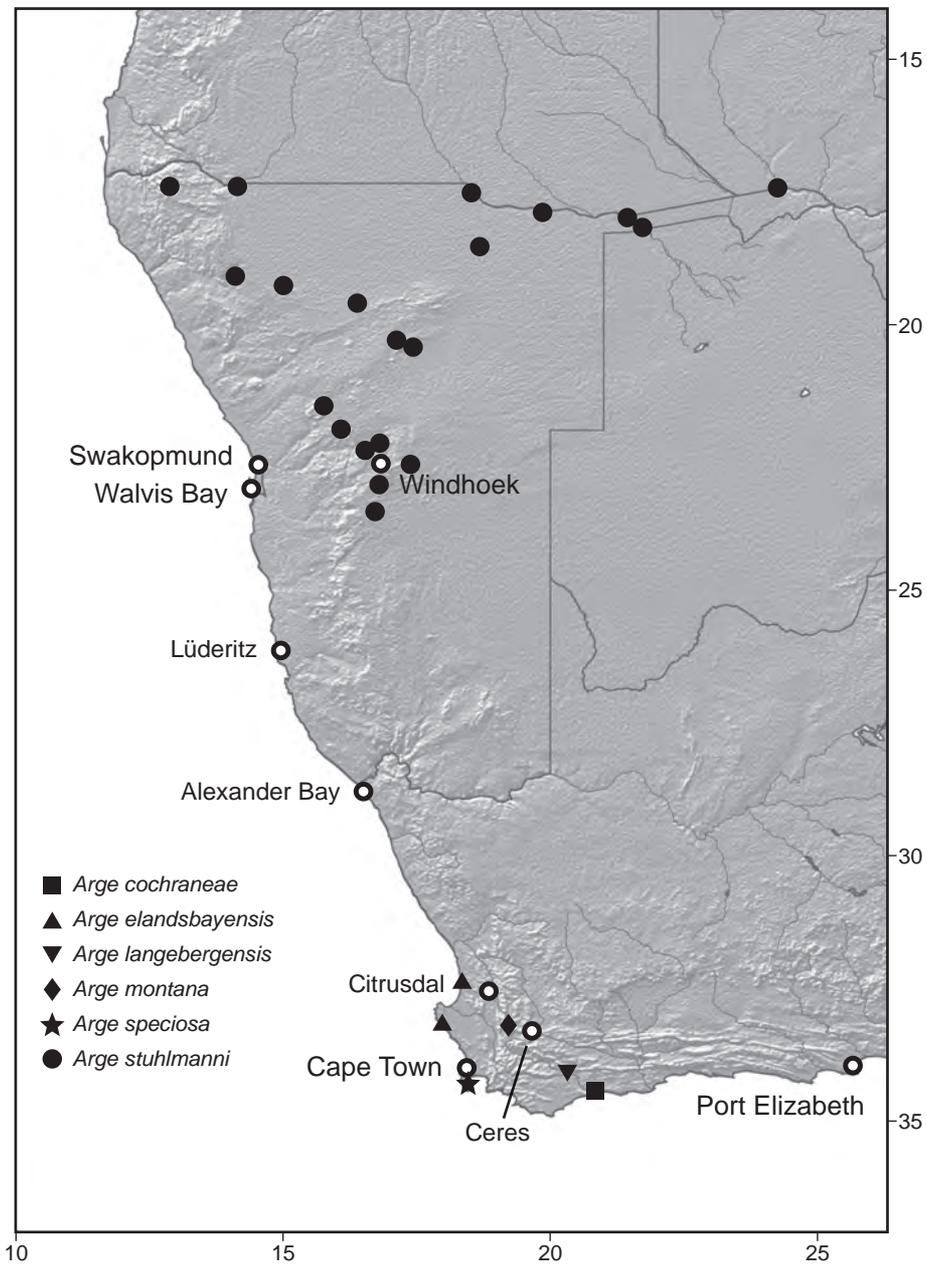 15
20
Swakopmund
Walvis Bay
Windhoek
25
Lüderitz
Alexander Bay
30
Arge cochraneae
Arge elandsbayensis
Arge langebergensis
Arge montana
Arge speciosa
Arge stuhlmanni
Citrusdal
Cape Town
Port Elizabeth
Ceres
35
10
15
20
25